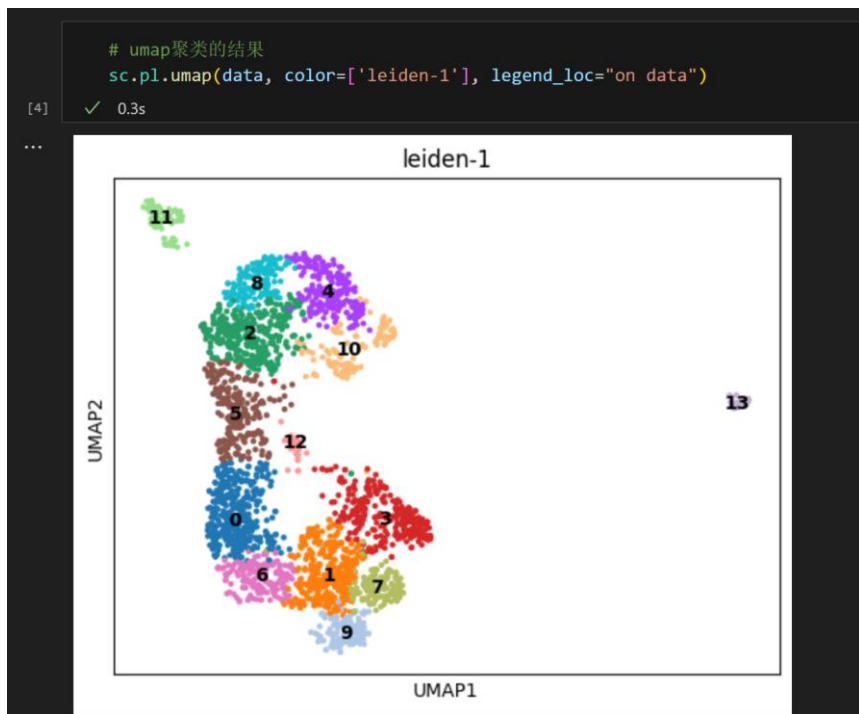 # umap聚类的结果
sc.pl.umap(data, color=['leiden-1'], legend_loc="on data")
[4]
✓ 0.3s
...
leiden-1
11
8
4
2
10
13
5
12
0
3
6
1
7
9
UMAP2
UMAP1